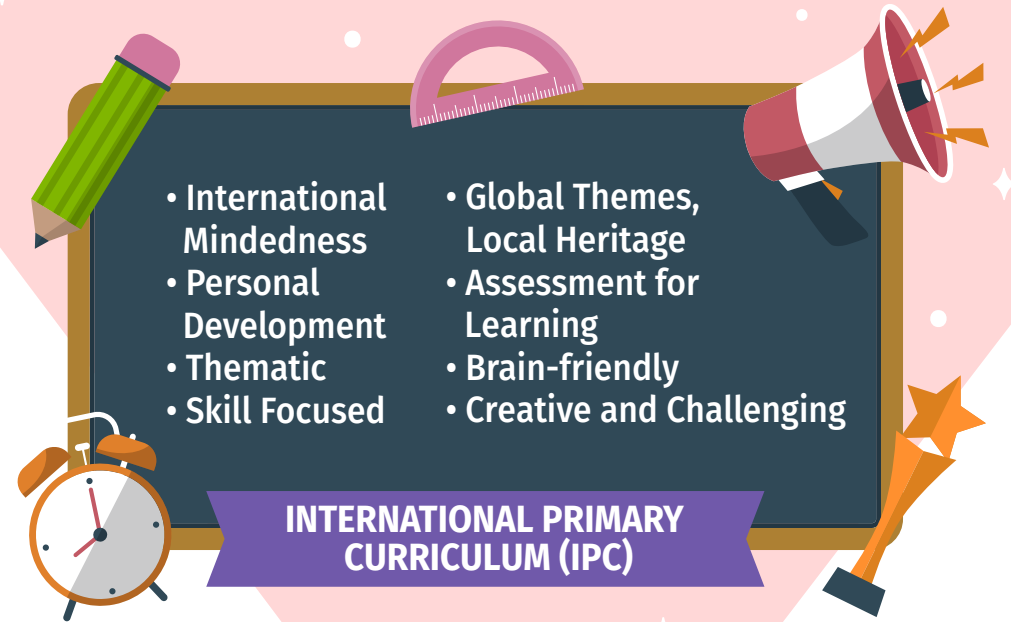 • International
Mindedness
• Personal
Development
• Thematic
• Skill Focused
• Global Themes,
Local Heritage
• Assessment for
Learning
• Brain-friendly
• Creative and Challenging
INTERNATIONAL PRIMARY
CURRICULUM (IPC)